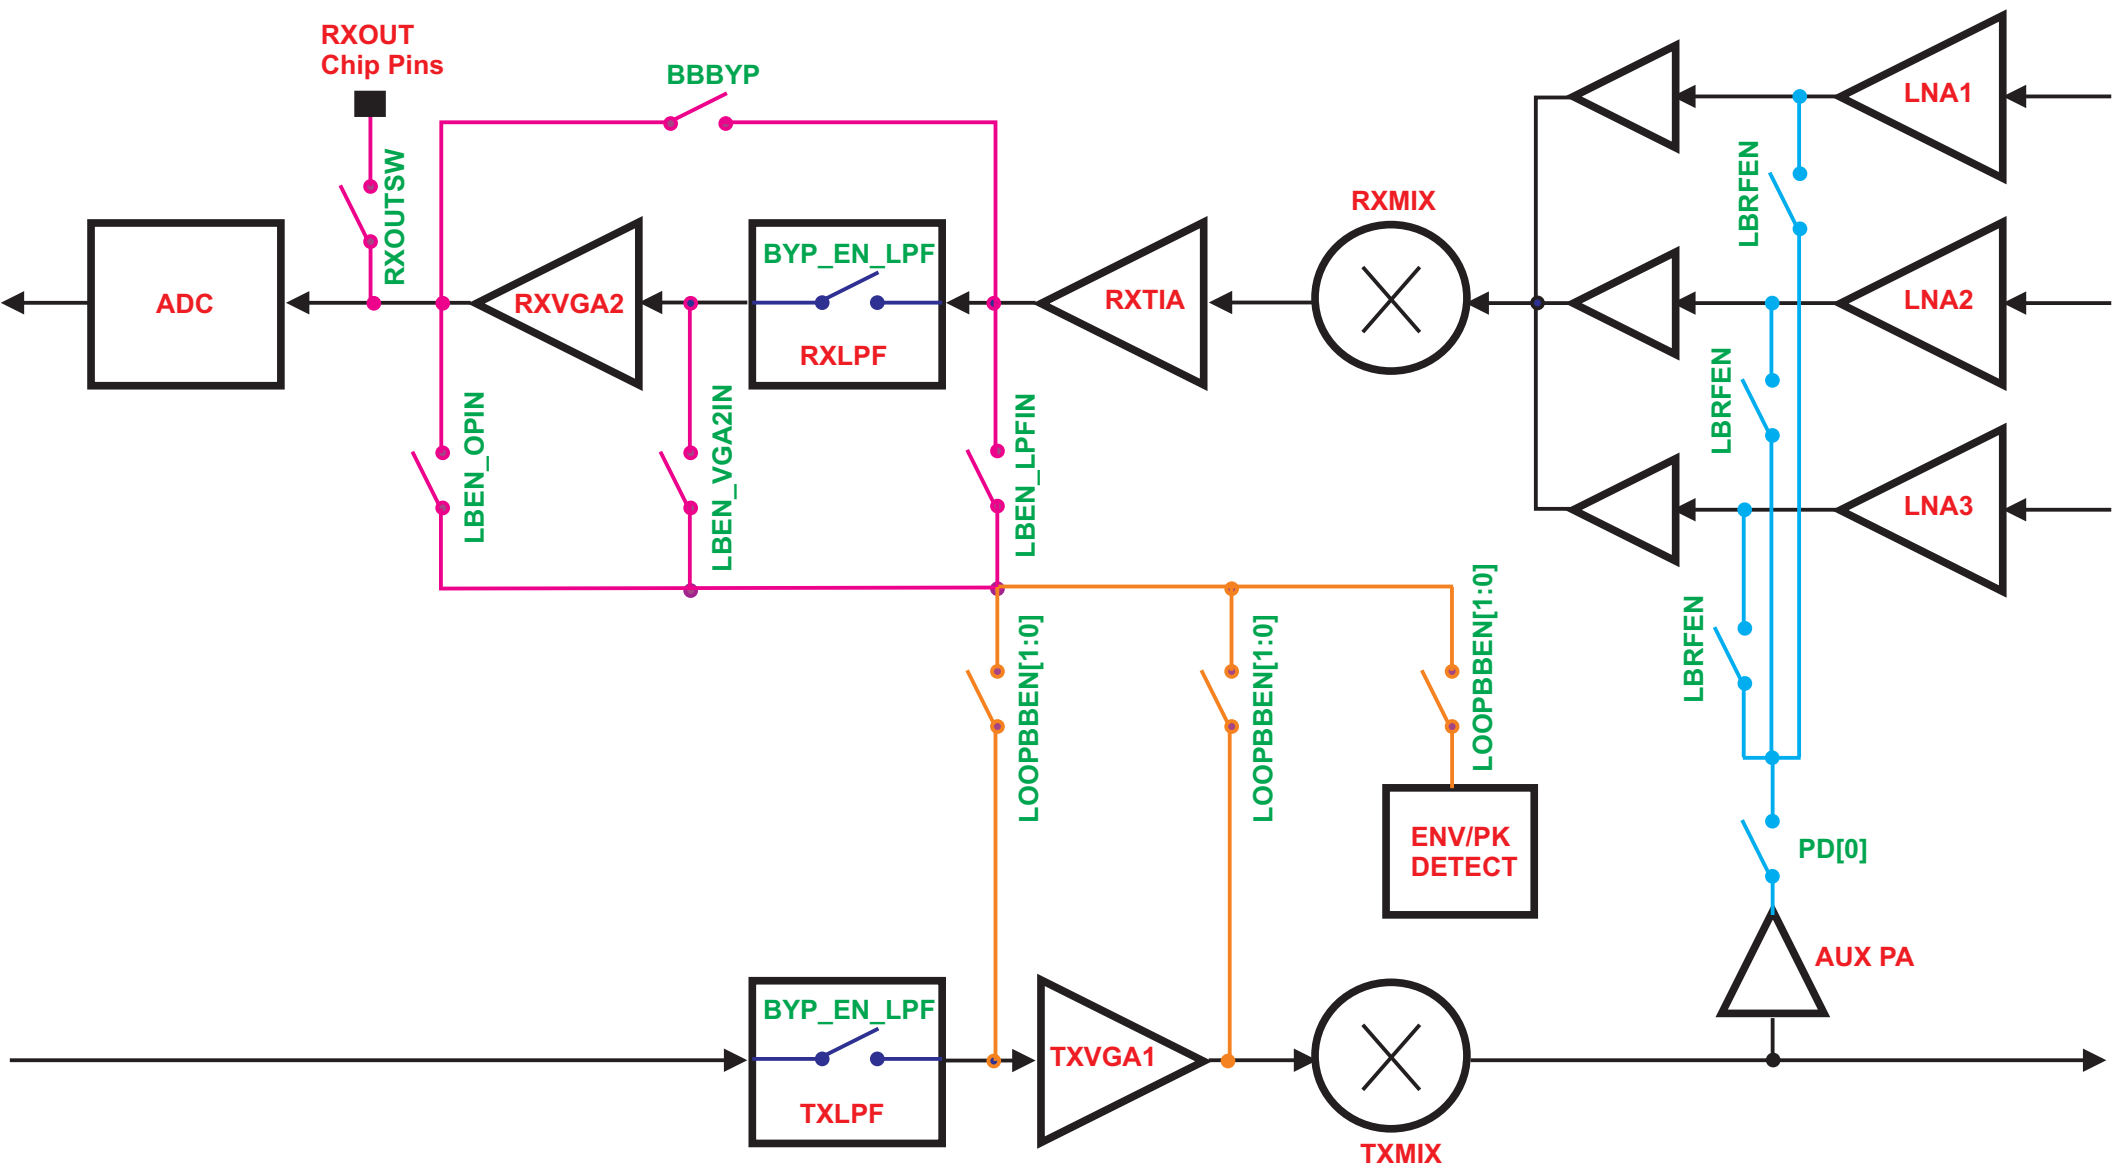 RXOUT
Chip Pins
BBBYP
RXOUTSW
ADC
RXVGA2
BYP_EN_LPF
RXLPF
RXTIA
RXMIX
LNA1
LNA2
LNA3
LBRFEN
LBRFEN
LBRFEN
LBEN_OPIN
LBEN_VGA2IN
LBEN_LPFIN
LOOPBBEN[1:0]
LOOPBBEN[1:0]
LOOPBBEN[1:0]
ENV/PK
DETECT
PD[0]
AUX PA
BYP_EN_LPF
TXLPF
TXVGA1
TXMIX